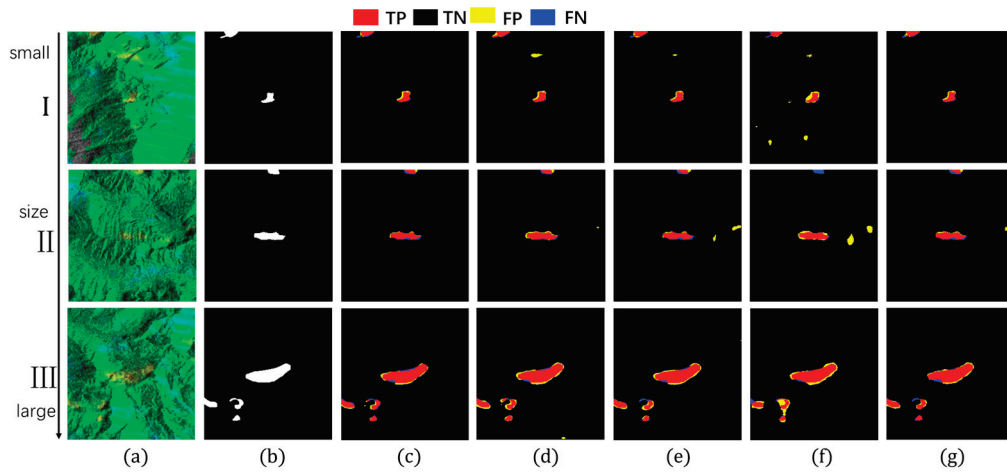 TP TN FP FN
small
I
size
II
III
large
(a) (b) (c) (d) (e) (f) (g)